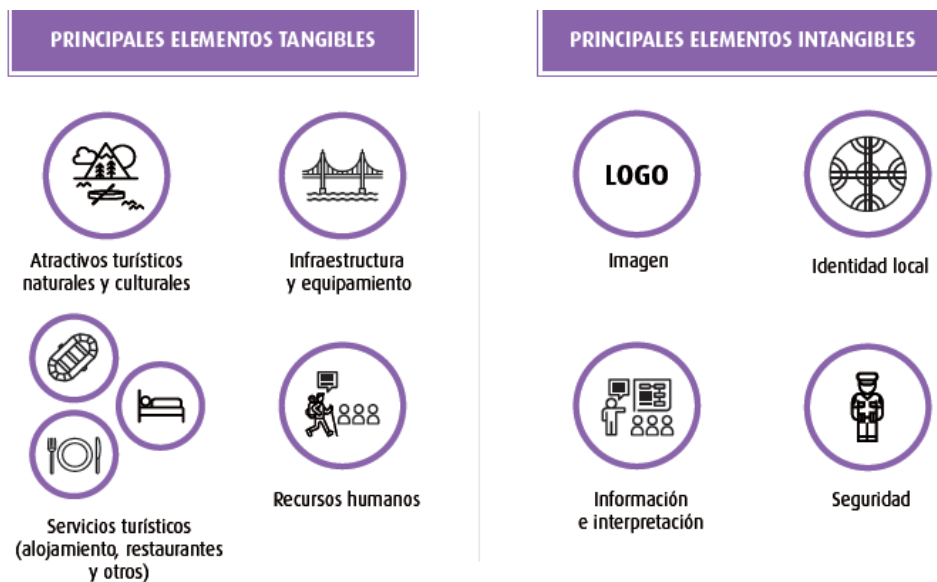 PRINCIPALES ELEMENTOS TANGIBLES
Atractivos turísticos
naturales y culturales
Infraestructura
y equipamiento
Servicios turísticos
(alojamiento, restaurantes
y otros)
Recursos humanos
PRINCIPALES ELEMENTOS INTANGIBLES
LOGO
Imagen
Identidad local
Información
e interpretación
Seguridad